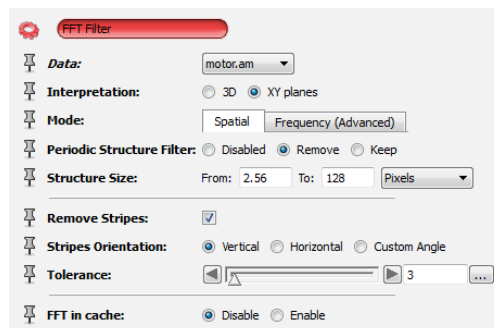 FFT Filter
Data: motor.am
Interpretation: 3D XY planes
Mode: Spatial Frequency (Advanced)
Periodic Structure Filter: Disabled Remove Keep
Structure Size: From: 2.56 To: 128 Pixels
Remove Stripes:
Stripes Orientation: Vertical Horizontal Custom Angle
Tolerance: 3 ...
FFT in cache: Disable Enable